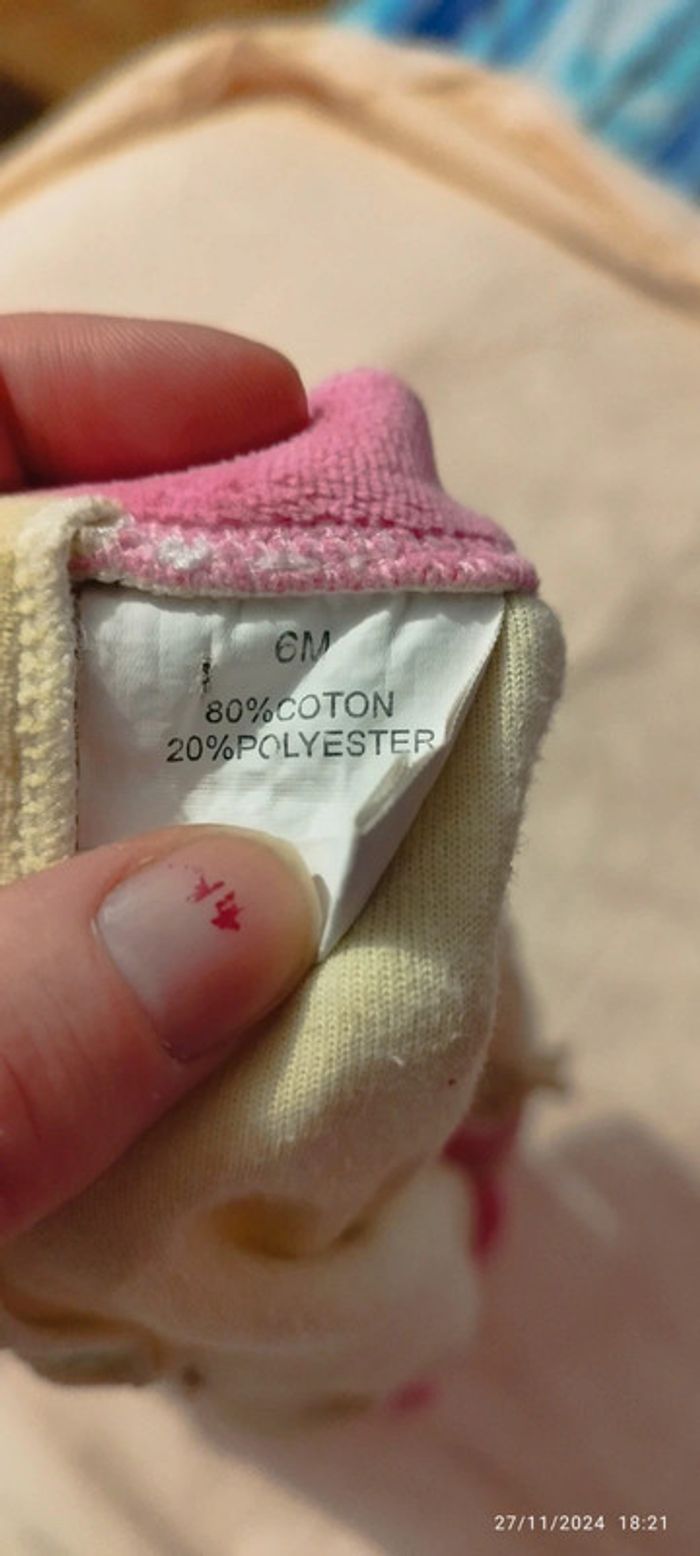 6M
80%COTON
20%POLYESTER
27/11/2024 18:21